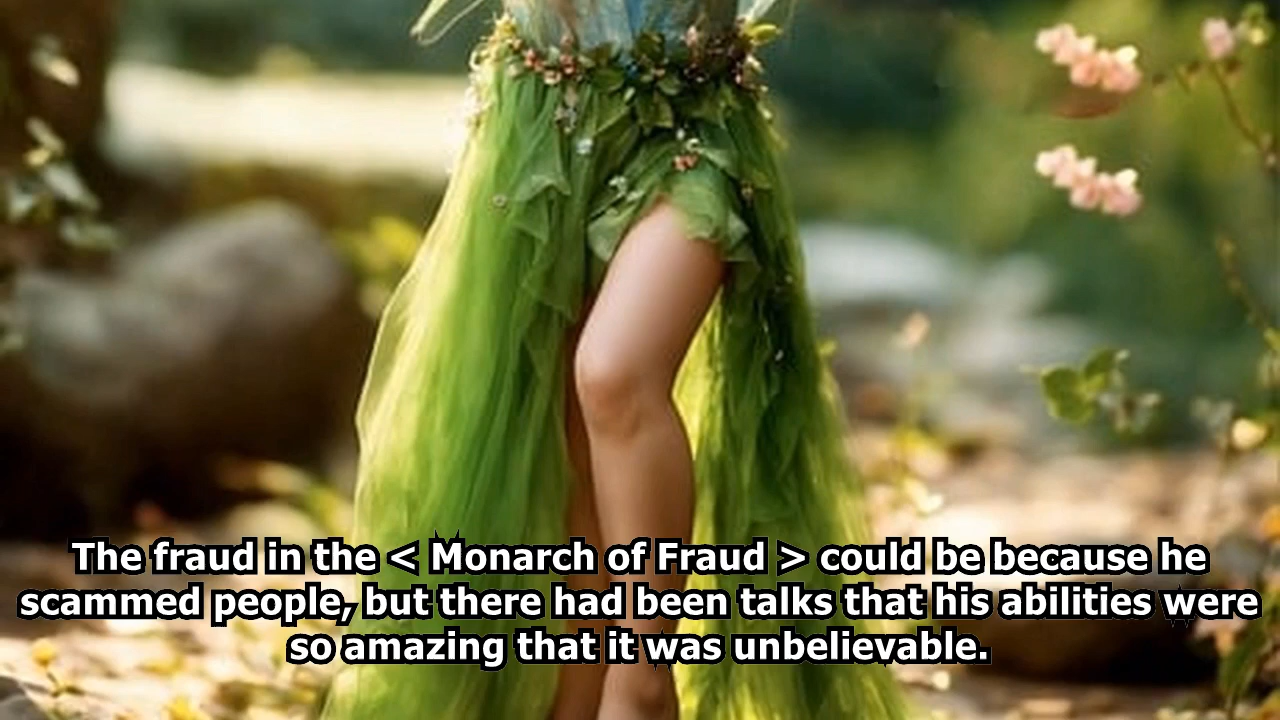 The fraud in the < Monarch of Fraud > could be because he
scammed people, but there had been talks that his abilities were
so amazing that it was unbelievable.